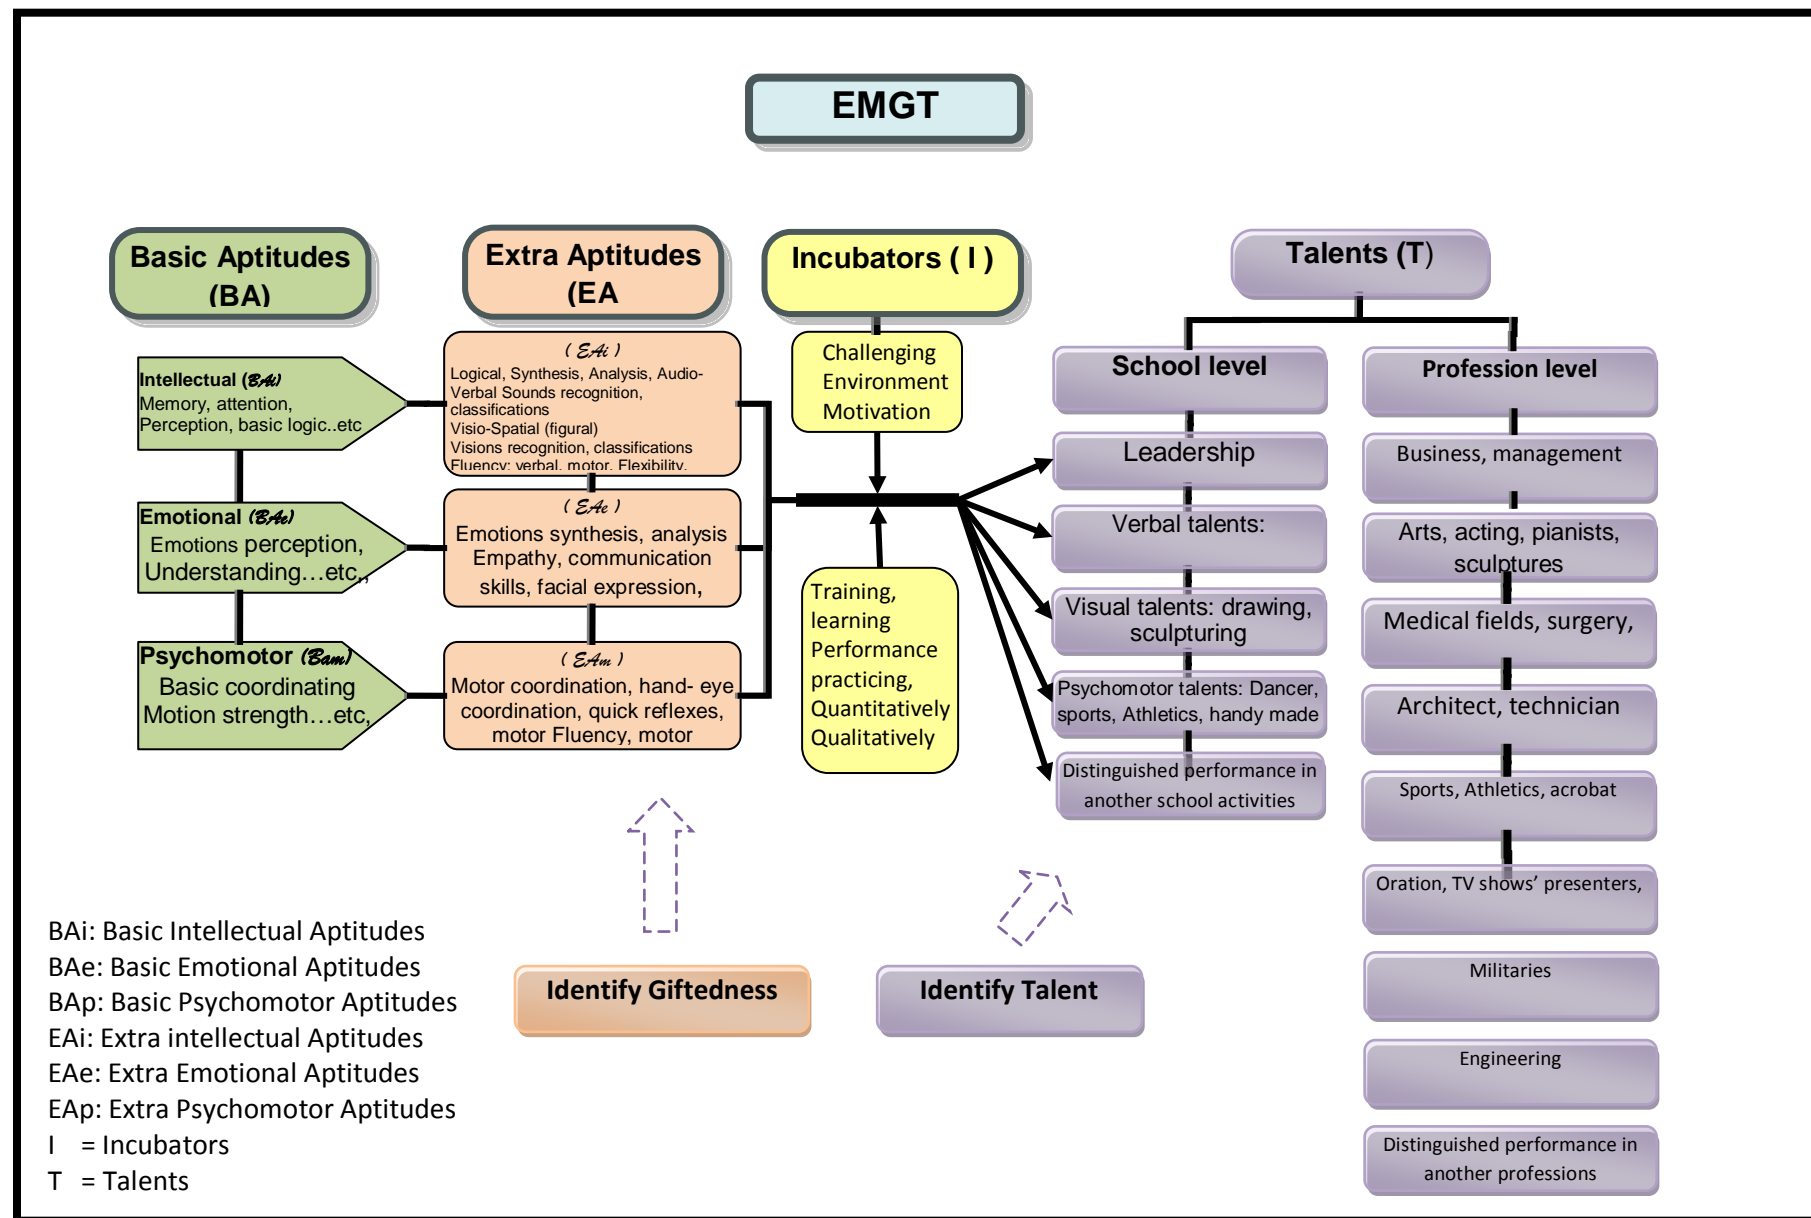 EMGT
Basic Aptitudes
(BA)
Intellectual (BAi)
Memory, attention,
Perception, basic logic..etc
Emotional (BAe)
Emotions perception,
Understanding...etc,,
Psychomotor (Bam)
Basic coordinating
Motion strength...etc,
Extra Aptitudes
(EA
( EAi )
Logical, Synthesis, Analysis, Audio-
Verbal Sounds recognition,
classifications
Visio-Spatial (figural)
Visions recognition, classifications
Fluency: verbal, motor, Flexibility,
( EAe )
Emotions synthesis, analysis
Empathy, communication
skills, facial expression,
( EAm )
Motor coordination, hand- eye
coordination, quick reflexes,
motor Fluency, motor
Incubators ( I )
Challenging
Environment
Motivation
Training,
learning
Performance
practicing,
Quantitatively
Qualitatively
Talents (T)
School level
Leadership
Verbal talents:
Visual talents: drawing,
sculpturing
Psychomotor talents: Dancer,
sports, Athletics, handy made
Distinguished performance in
another school activities
Profession level
Business, management
Arts, acting, pianists,
sculptures
Medical fields, surgery,
Architect, technician
Sports, Athletics, acrobat
Oration, TV shows’ presenters,
Militaries
Engineering
Distinguished performance in
another professions
Identify Giftedness
Identify Talent
BAi: Basic Intellectual Aptitudes
BAe: Basic Emotional Aptitudes
BAp: Basic Psychomotor Aptitudes
EAi: Extra intellectual Aptitudes
EAe: Extra Emotional Aptitudes
EAp: Extra Psychomotor Aptitudes
I = Incubators
T = Talents